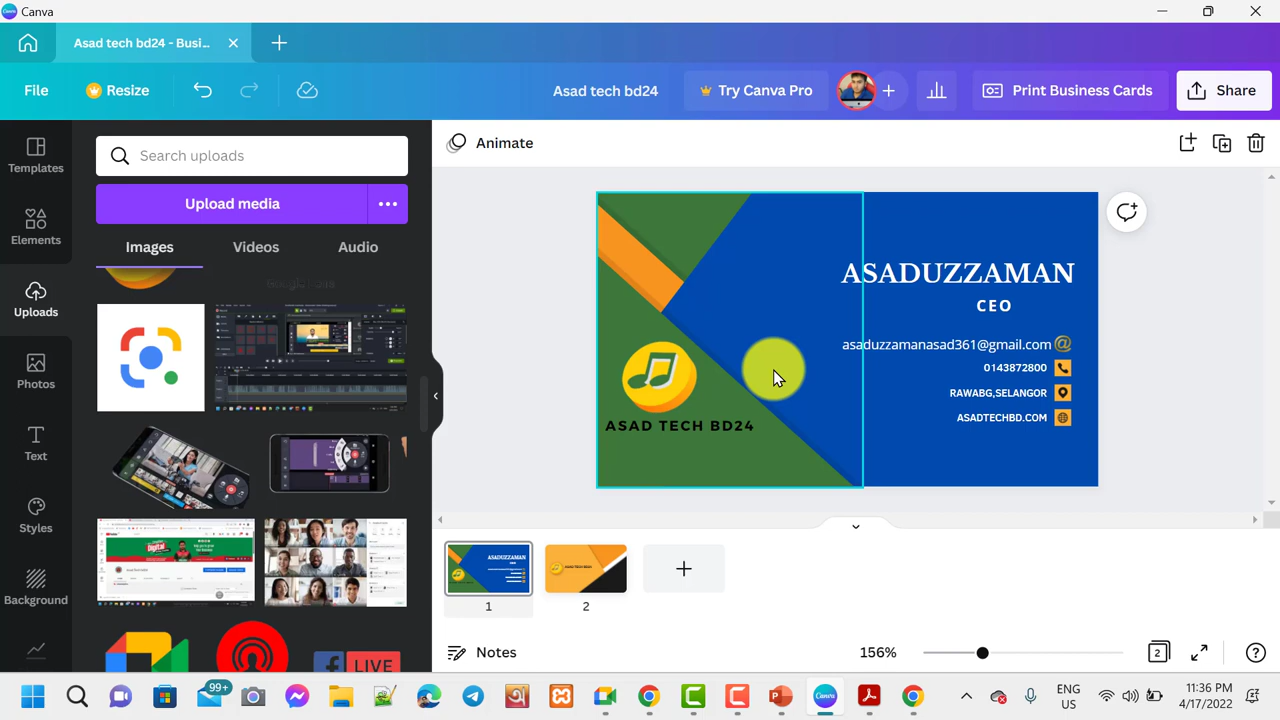 Canva
Asad tech bd24 - Busi...
File
Resize
Asad tech bd24
Try Canva Pro
Print Business Cards
Share
Templates
Elements
Uploads
Photos
Text
Styles
Background
Search uploads
Upload media
Images
Videos
Audio
LIVE
Animate
ASADUZZAMAN
CEO
asaduzzamanasad361@gmail.com
0143872800
RAWABG,SELANGOR
ASADTECHBD.COM
ASAD TECH BD24
1
2
Notes
156%
2
99+
ENG
US
11:36 PM
4/17/2022